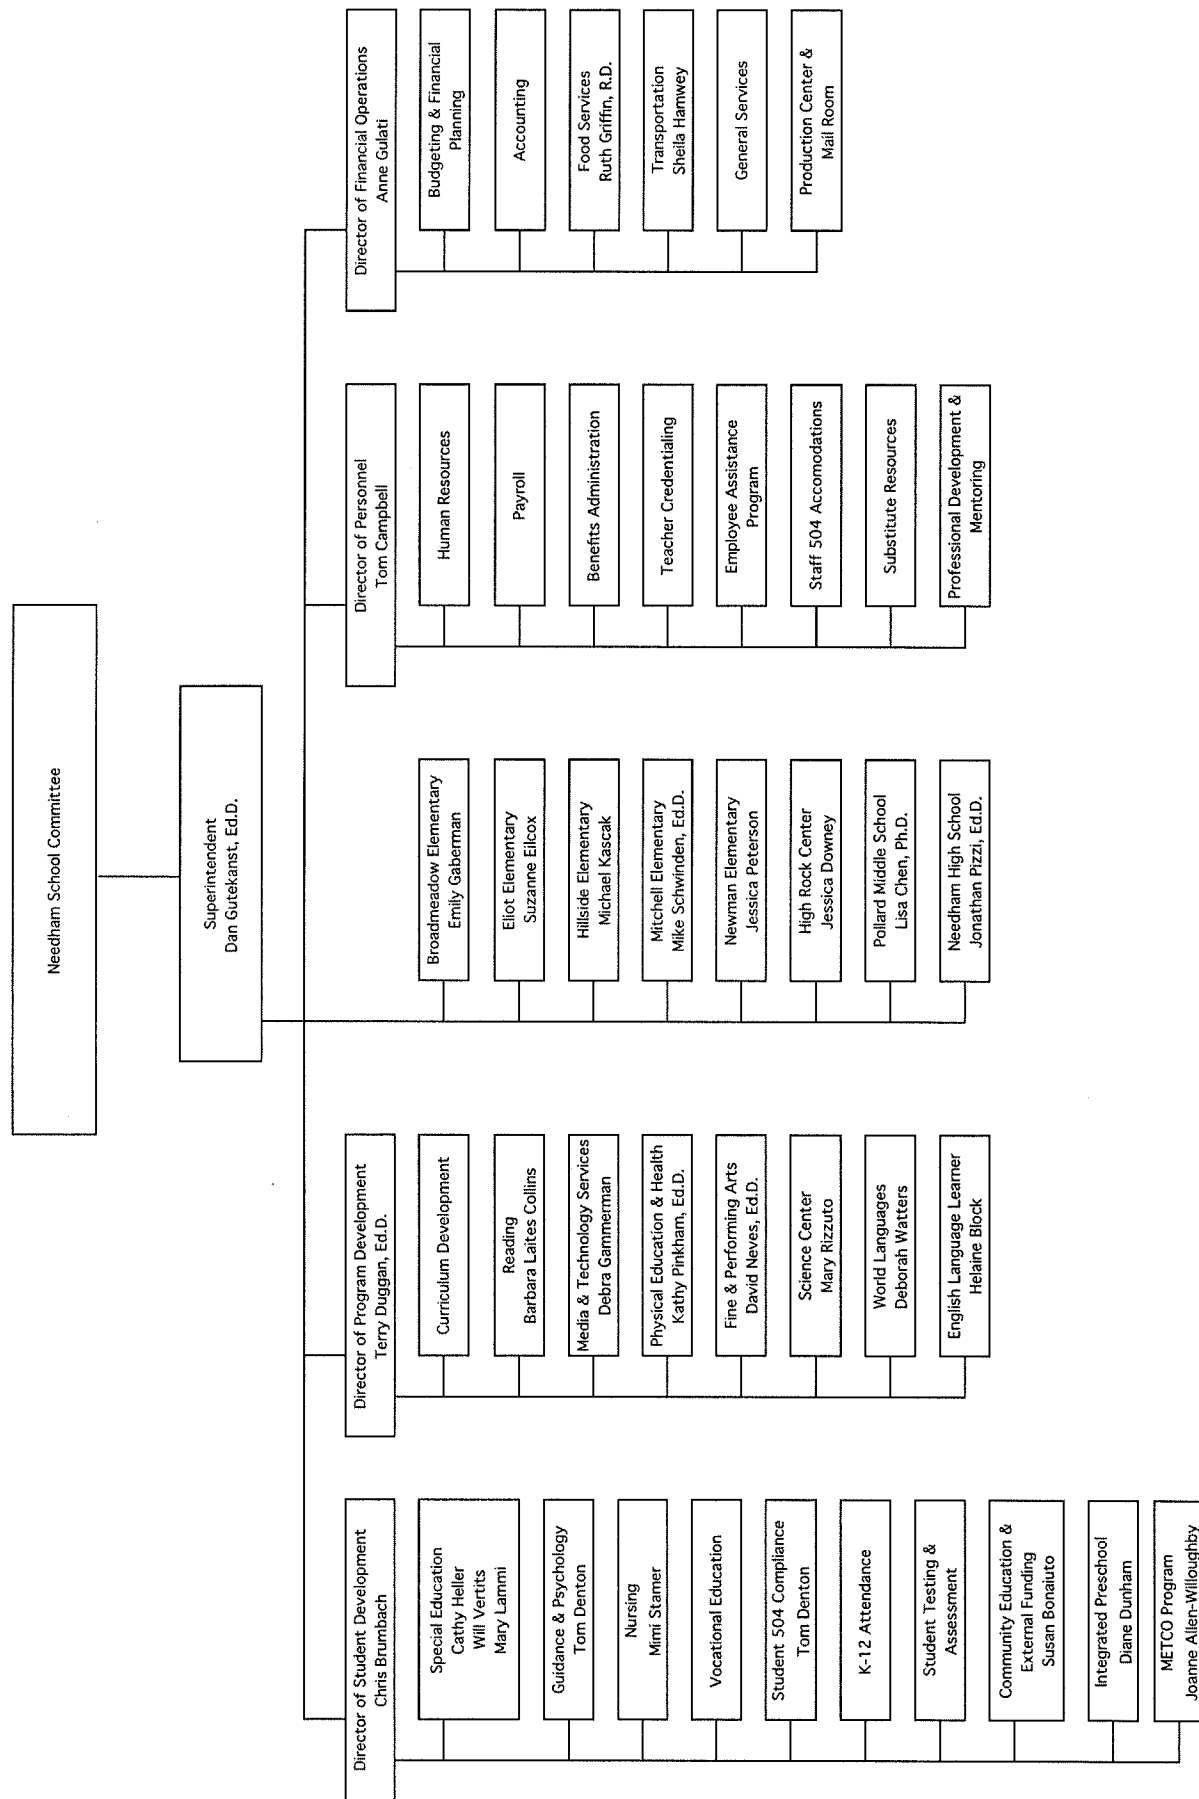 Needham School Committee
Superintendent
Dan Gutekanst, Ed.D.
Director of Student Development
Chris Brumbach
Special Education
Cathy Heller
Will Vertits
Mary Lammi
Guidance & Psychology
Tom Denton
Nursing
Mimi Stamer
Vocational Education
Student 504 Compliance
Tom Denton
K-12 Attendance
Student Testing &
Assessment
Community Education &
External Funding
Susan Bonaiuto
Integrated Preschool
Diane Dunham
METCO Program
Joanne Allen-Willoughby
Director of Program Development
Terry Duggan, Ed.D.
Curriculum Development
Reading
Barbara Laites Collins
Media & Technology Services
Debra Gammerman
Physical Education & Health
Kathy Pinkham, Ed.D.
Fine & Performing Arts
David Neves, Ed.D.
Science Center
Mary Rizzuto
World Languages
Deborah Watters
English Language Learner
Helaine Block
Broadmeadow Elementary
Emily Gaberman
Eliot Elementary
Suzanne Eilcox
Hillside Elementary
Michael Kascak
Mitchell Elementary
Mike Schwinden, Ed.D.
Newman Elementary
Jessica Peterson
High Rock Center
Jessica Downey
Pollard Middle School
Lisa Chen, Ph.D.
Needham High School
Jonathan Pizzi, Ed.D.
Director of Personnel
Tom Campbell
Human Resources
Payroll
Benefits Administration
Teacher Credentialing
Employee Assistance
Program
Staff 504 Accomodations
Substitute Resources
Professional Development &
Mentoring
Director of Financial Operations
Anne Gulati
Budgeting & Financial
Planning
Accounting
Food Services
Ruth Griffin, R.D.
Transportation
Sheila Hamwey
General Services
Production Center &
Mail Room